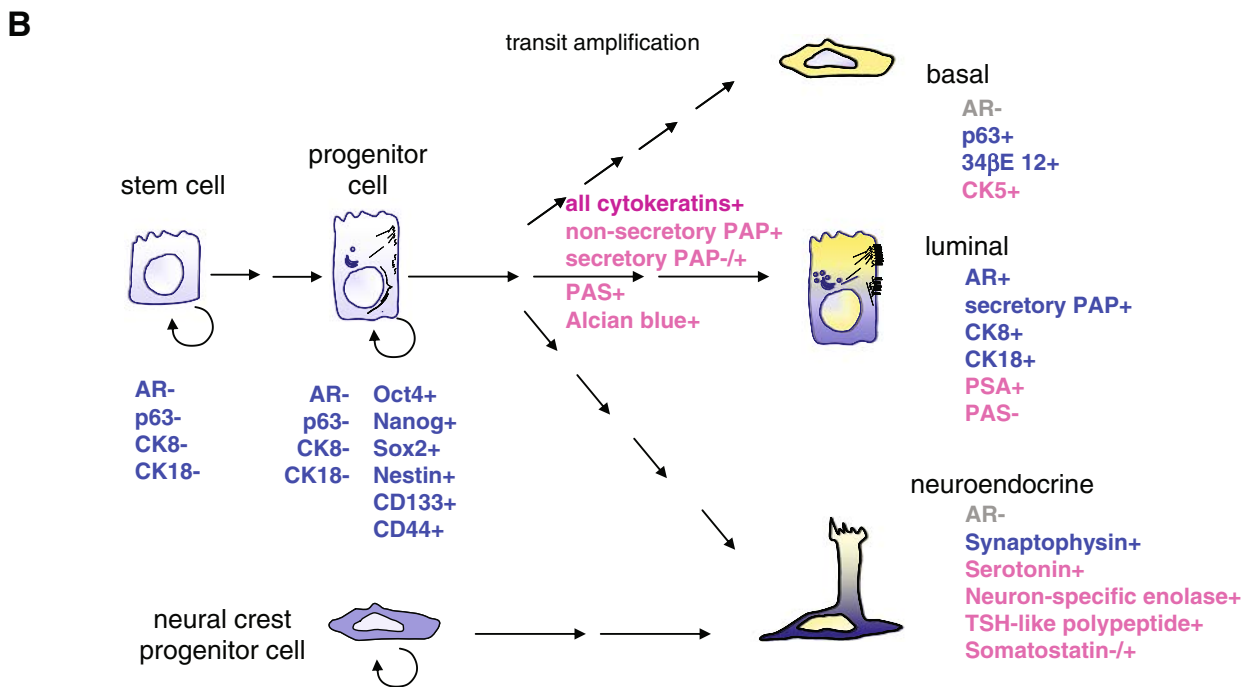 B
transit amplification
basal
AR-
p63+
34βE 12+
CK5+
stem cell
progenitor
cell
all cytokeratins+
non-secretory PAP+
secretory PAP-/+
PAS+
Alcian blue+
luminal
AR+
secretory PAP+
CK8+
CK18+
PSA+
PAS-
AR-
p63-
CK8-
CK18-
AR- Oct4+
p63- Nanog+
CK8- Sox2+
CK18- Nestin+
CD133+
CD44+
neuroendocrine
AR-
Synaptophysin+
Serotonin+
Neuron-specific enolase+
TSH-like polypeptide+
Somatostatin-/+
neural crest
progenitor cell